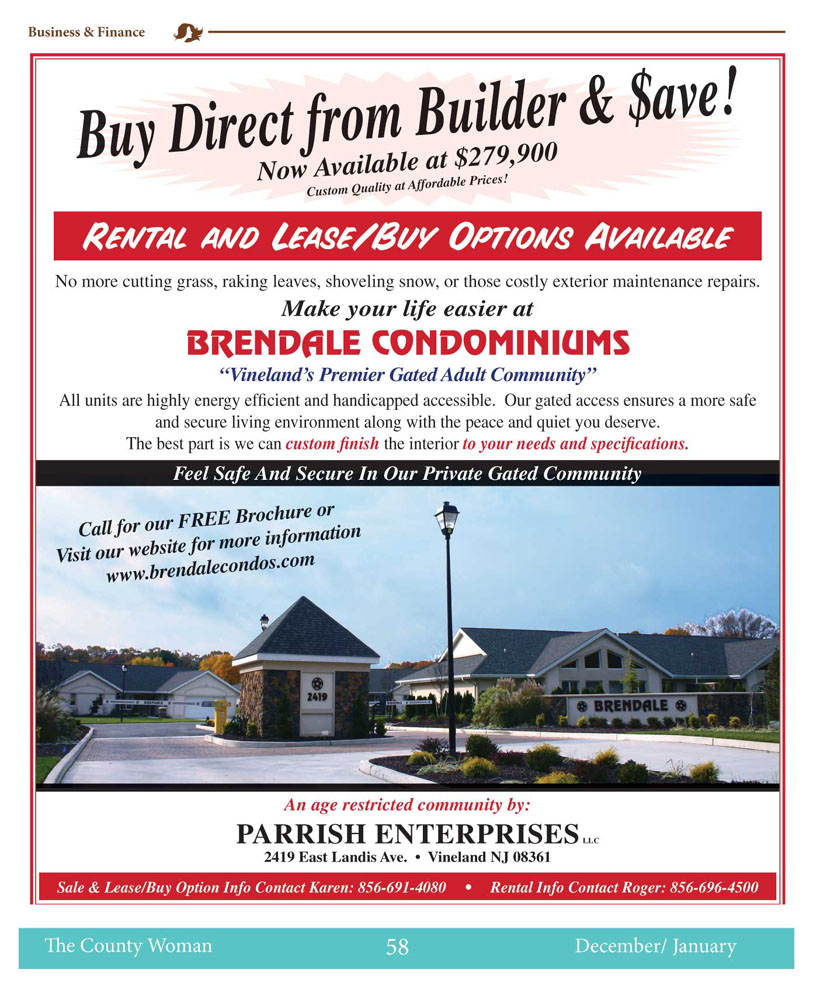 Business & Finance
Buy Direct from Builder & $ave!
Now Available at $279,900
Custom Quality at Affordable Prices!
RENTAL AND LEASE/BUY OPTIONS AVAILABLE
No more cutting grass, raking leaves, shoveling snow, or those costly exterior maintenance repairs.
Make your life easier at
BRENDALE CONDOMINIUMS
“Vineland’s Premier Gated Adult Community”
All units are highly energy efficient and handicapped accessible.  Our gated access ensures a more safe
and secure living environment along with the peace and quiet you deserve.
The best part is we can custom finish the interior to your needs and specifications.
Feel Safe And Secure In Our Private Gated Community
Call for our FREE Brochure or
Visit our website for more information
www.brendalecondos.com
2419
BRENDALE
An age restricted community by:
PARRISH ENTERPRISES LLC
2419 East Landis Ave. • Vineland NJ 08361
Sale & Lease/Buy Option Info Contact Karen: 856-691-4080 • Rental Info Contact Roger: 856-696-4500
The County Woman 58 December/ January